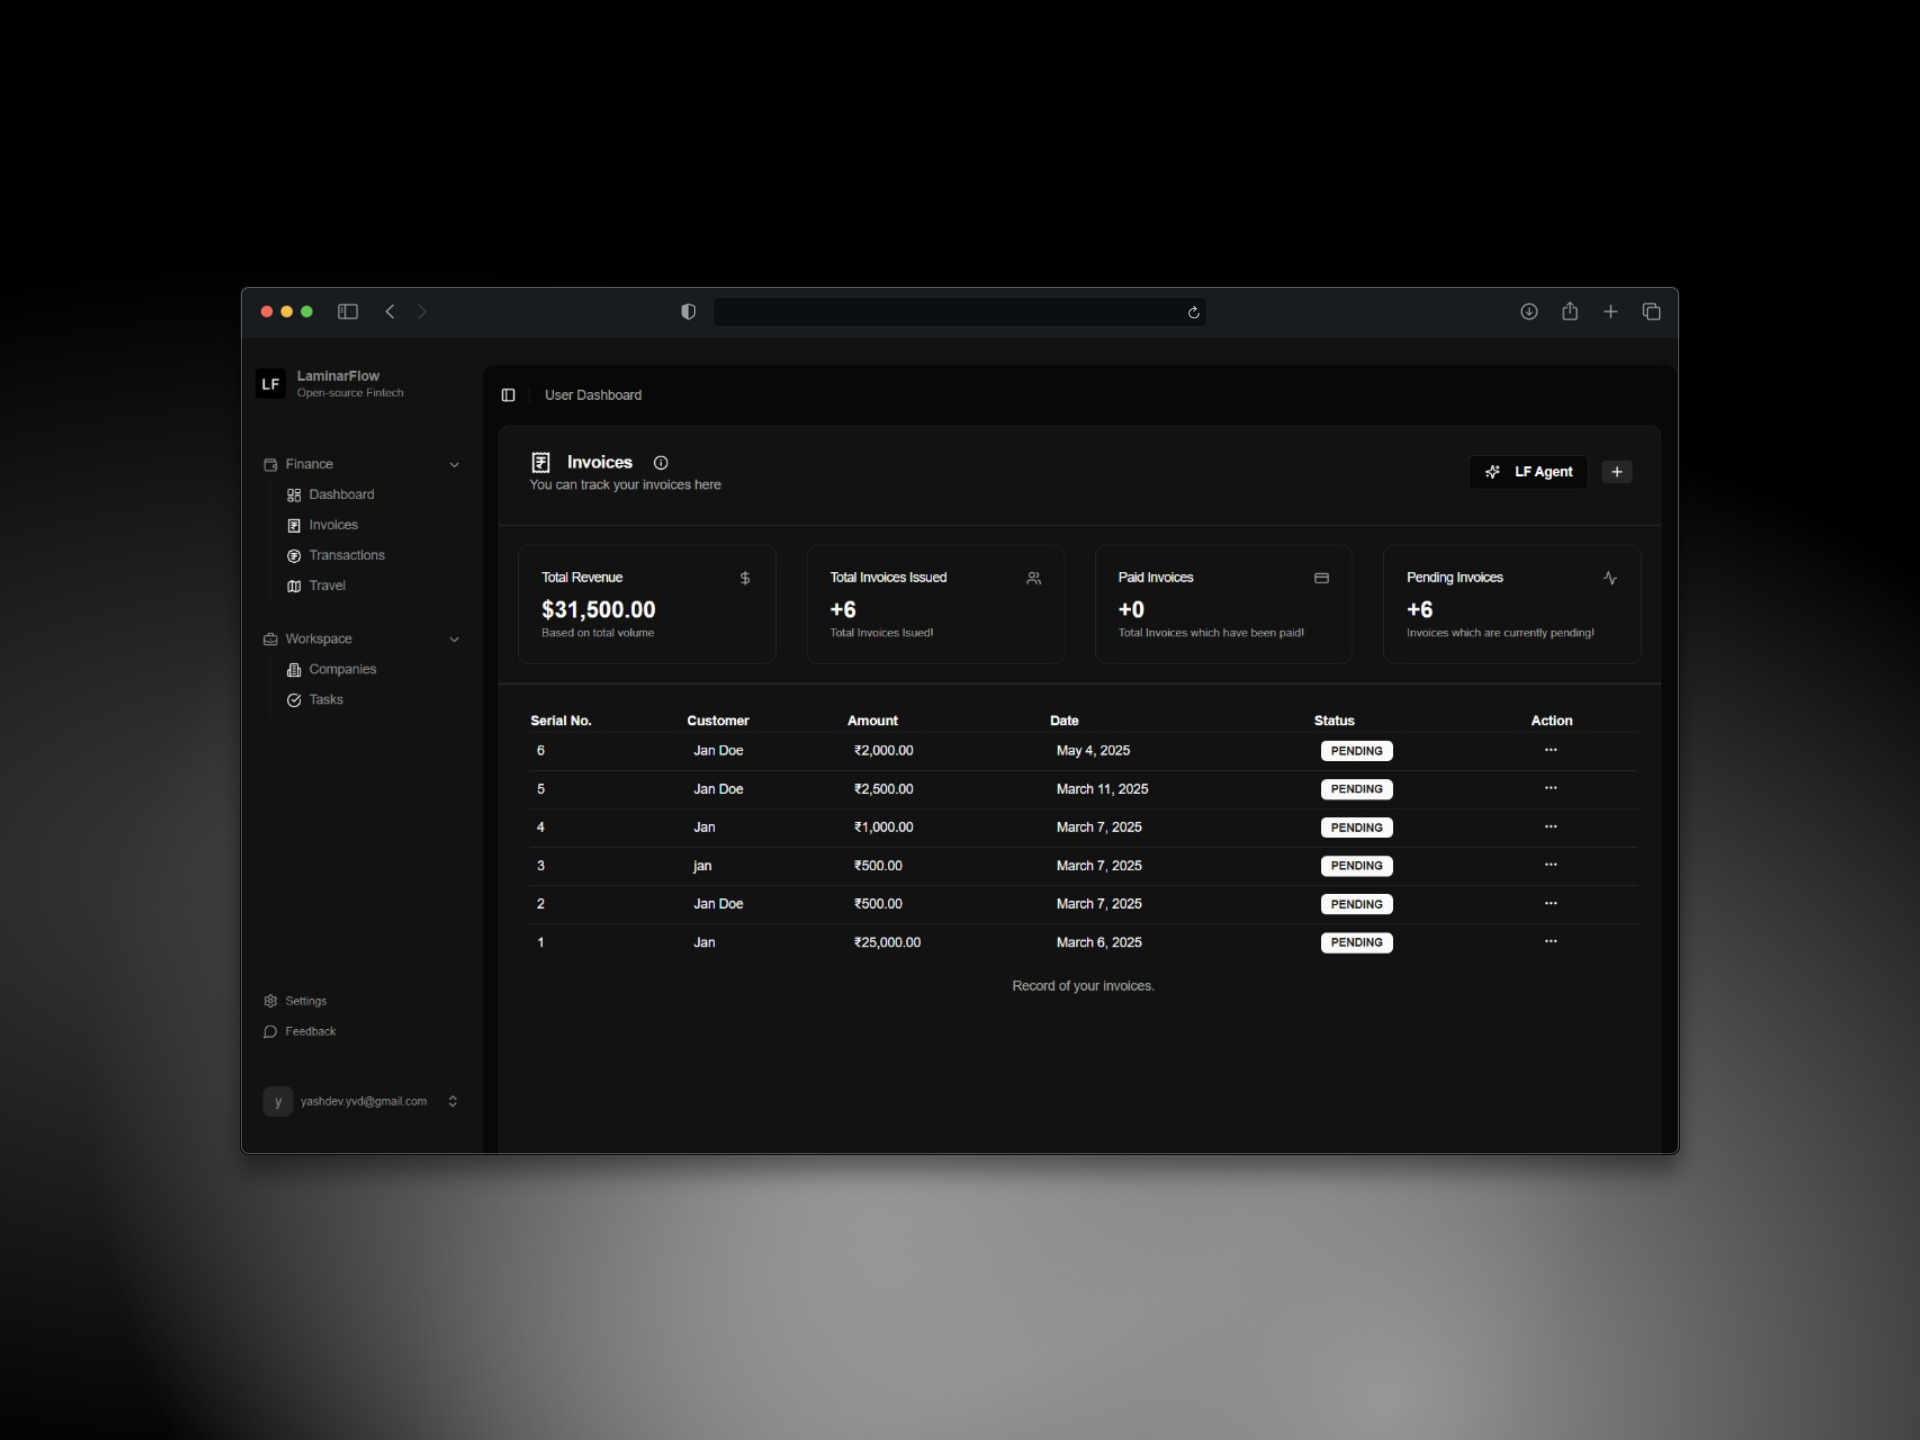 LF
LaminarFlow
Open-source Fintech
Finance
Dashboard
Invoices
Transactions
Travel
Workspace
Companies
Tasks
Settings
Feedback
y
yashdev.yvd@gmail.com
User Dashboard
Invoices
You can track your invoices here
LF Agent
Total Revenue
$31,500.00
Based on total volume
Total Invoices Issued
+6
Total Invoices Isued!
Paid Invoices
+0
Total Invoices which have been paid!
Pending Invoices
+6
Invoices which are currently pending!
Serial No. Customer Amount Date Status Action
6 Jan Doe ₹2,000.00 May 4, 2025 PENDING ...
5 Jan Doe ₹2,500.00 March 11, 2025 PENDING ...
4 Jan ₹1,000.00 March 7, 2025 PENDING ...
3 jan ₹500.00 March 7, 2025 PENDING ...
2 Jan Doe ₹500.00 March 7, 2025 PENDING ...
1 Jan ₹25,000.00 March 6, 2025 PENDING ...
Record of your invoices.